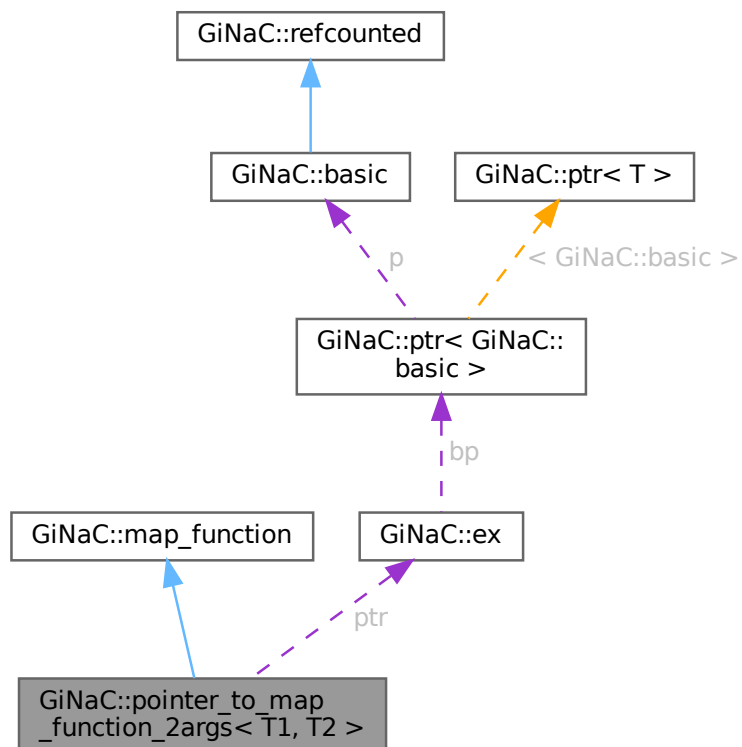 GiNaC::refcounted
GiNaC::basic
GiNaC::ptr< T >
p
< GiNaC::basic >
GiNaC::ptr< GiNaC::
basic >
bp
GiNaC::map_function
GiNaC::ex
ptr
GiNaC::pointer_to_map
_function_2args< T1, T2 >